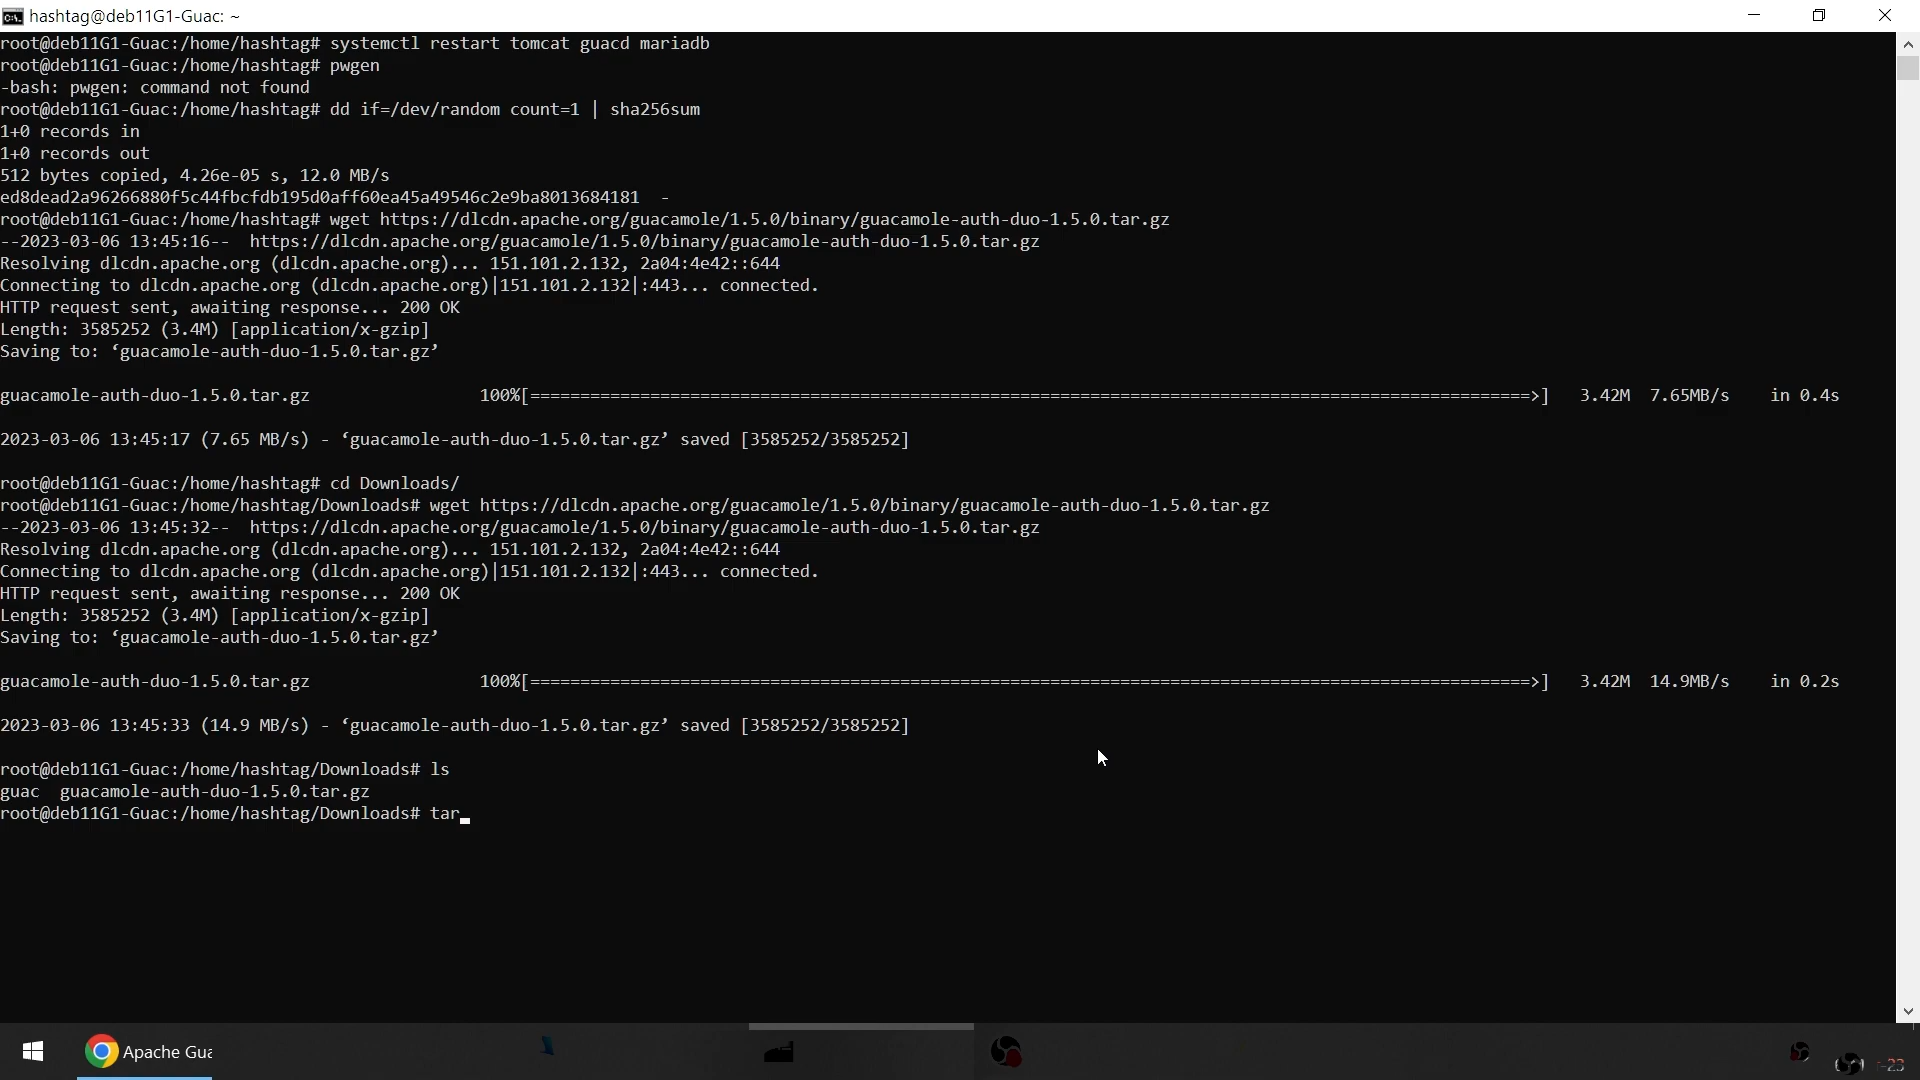 hashtag@deb11G1-Guac: ~
root@deb11G1-Guac:/home/hashtag# systemctl restart tomcat guacd mariadb
root@deb11G1-Guac:/home/hashtag# pwgen
-bash: pwgen: command not found
root@deb11G1-Guac:/home/hashtag# dd if=/dev/random count=1 | sha256sum
1+0 records in
1+0 records out
512 bytes copied, 4.26e-05 s, 12.0 MB/s
ed8dead2a96266880f5c44fbcfdb195d0aff60ea45a49546c2e9ba8013684181  -
root@deb11G1-Guac:/home/hashtag# wget https://dlcdn.apache.org/guacamole/1.5.0/binary/guacamole-auth-duo-1.5.0.tar.gz
--2023-03-06 13:45:16--  https://dlcdn.apache.org/guacamole/1.5.0/binary/guacamole-auth-duo-1.5.0.tar.gz
Resolving dlcdn.apache.org (dlcdn.apache.org)... 151.101.2.132, 2a04:4e42::644
Connecting to dlcdn.apache.org (dlcdn.apache.org)|151.101.2.132|:443... connected.
HTTP request sent, awaiting response... 200 OK
Length: 3585252 (3.4M) [application/x-gzip]
Saving to: ‘guacamole-auth-duo-1.5.0.tar.gz’
guacamole-auth-duo-1.5.0.tar.gz 100%[====================================================================================================>] 3.42M 7.65MB/s in 0.4s
2023-03-06 13:45:17 (7.65 MB/s) - ‘guacamole-auth-duo-1.5.0.tar.gz’ saved [3585252/3585252]
root@deb11G1-Guac:/home/hashtag# cd Downloads/
root@deb11G1-Guac:/home/hashtag/Downloads# wget https://dlcdn.apache.org/guacamole/1.5.0/binary/guacamole-auth-duo-1.5.0.tar.gz
--2023-03-06 13:45:32--  https://dlcdn.apache.org/guacamole/1.5.0/binary/guacamole-auth-duo-1.5.0.tar.gz
Resolving dlcdn.apache.org (dlcdn.apache.org)... 151.101.2.132, 2a04:4e42::644
Connecting to dlcdn.apache.org (dlcdn.apache.org)|151.101.2.132|:443... connected.
HTTP request sent, awaiting response... 200 OK
Length: 3585252 (3.4M) [application/x-gzip]
Saving to: ‘guacamole-auth-duo-1.5.0.tar.gz’
guacamole-auth-duo-1.5.0.tar.gz 100%[====================================================================================================>] 3.42M 14.9MB/s in 0.2s
2023-03-06 13:45:33 (14.9 MB/s) - ‘guacamole-auth-duo-1.5.0.tar.gz’ saved [3585252/3585252]
root@deb11G1-Guac:/home/hashtag/Downloads# ls
guac  guacamole-auth-duo-1.5.0.tar.gz
root@deb11G1-Guac:/home/hashtag/Downloads# tar_
Apache Gua